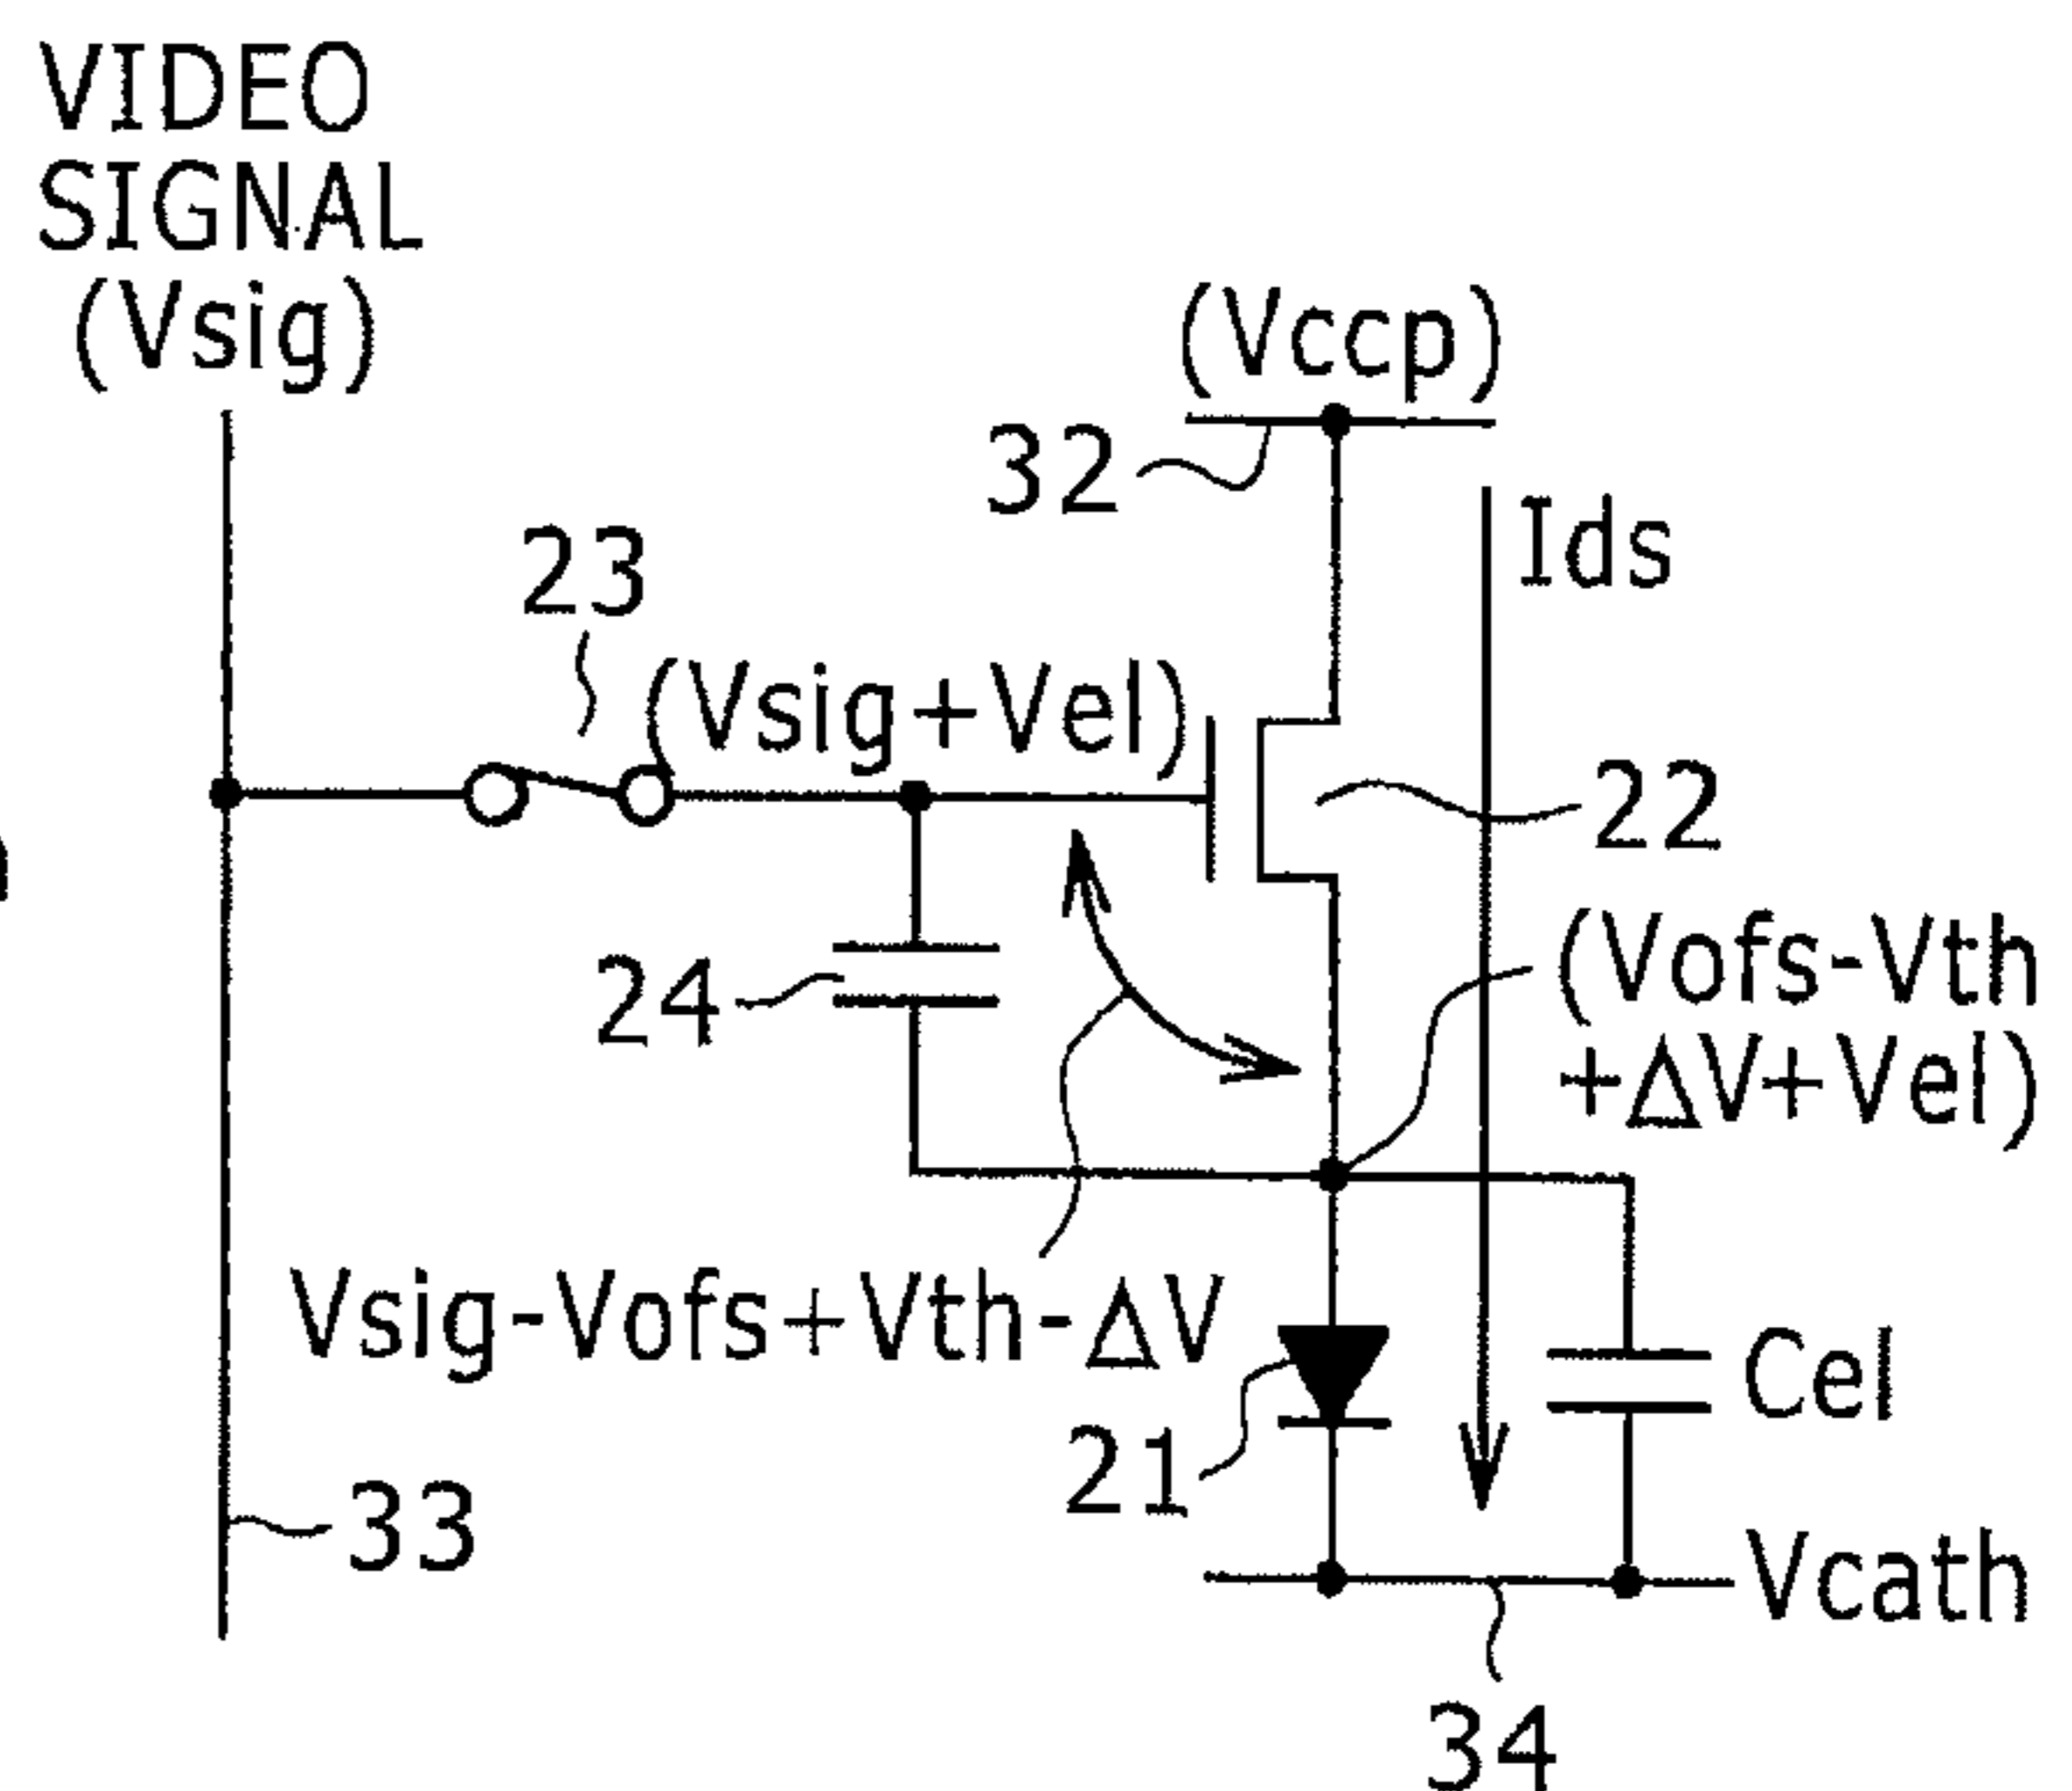 VIDEO
SIGNAL
(Vsig)
(Vccp)
32
Ids
23
(Vsig+Vel)
22
(Vofs-Vth
+ΔV+Vel)
24
Vsig-Vofs+Vth-ΔV
Cel
21
33
Vcath
34